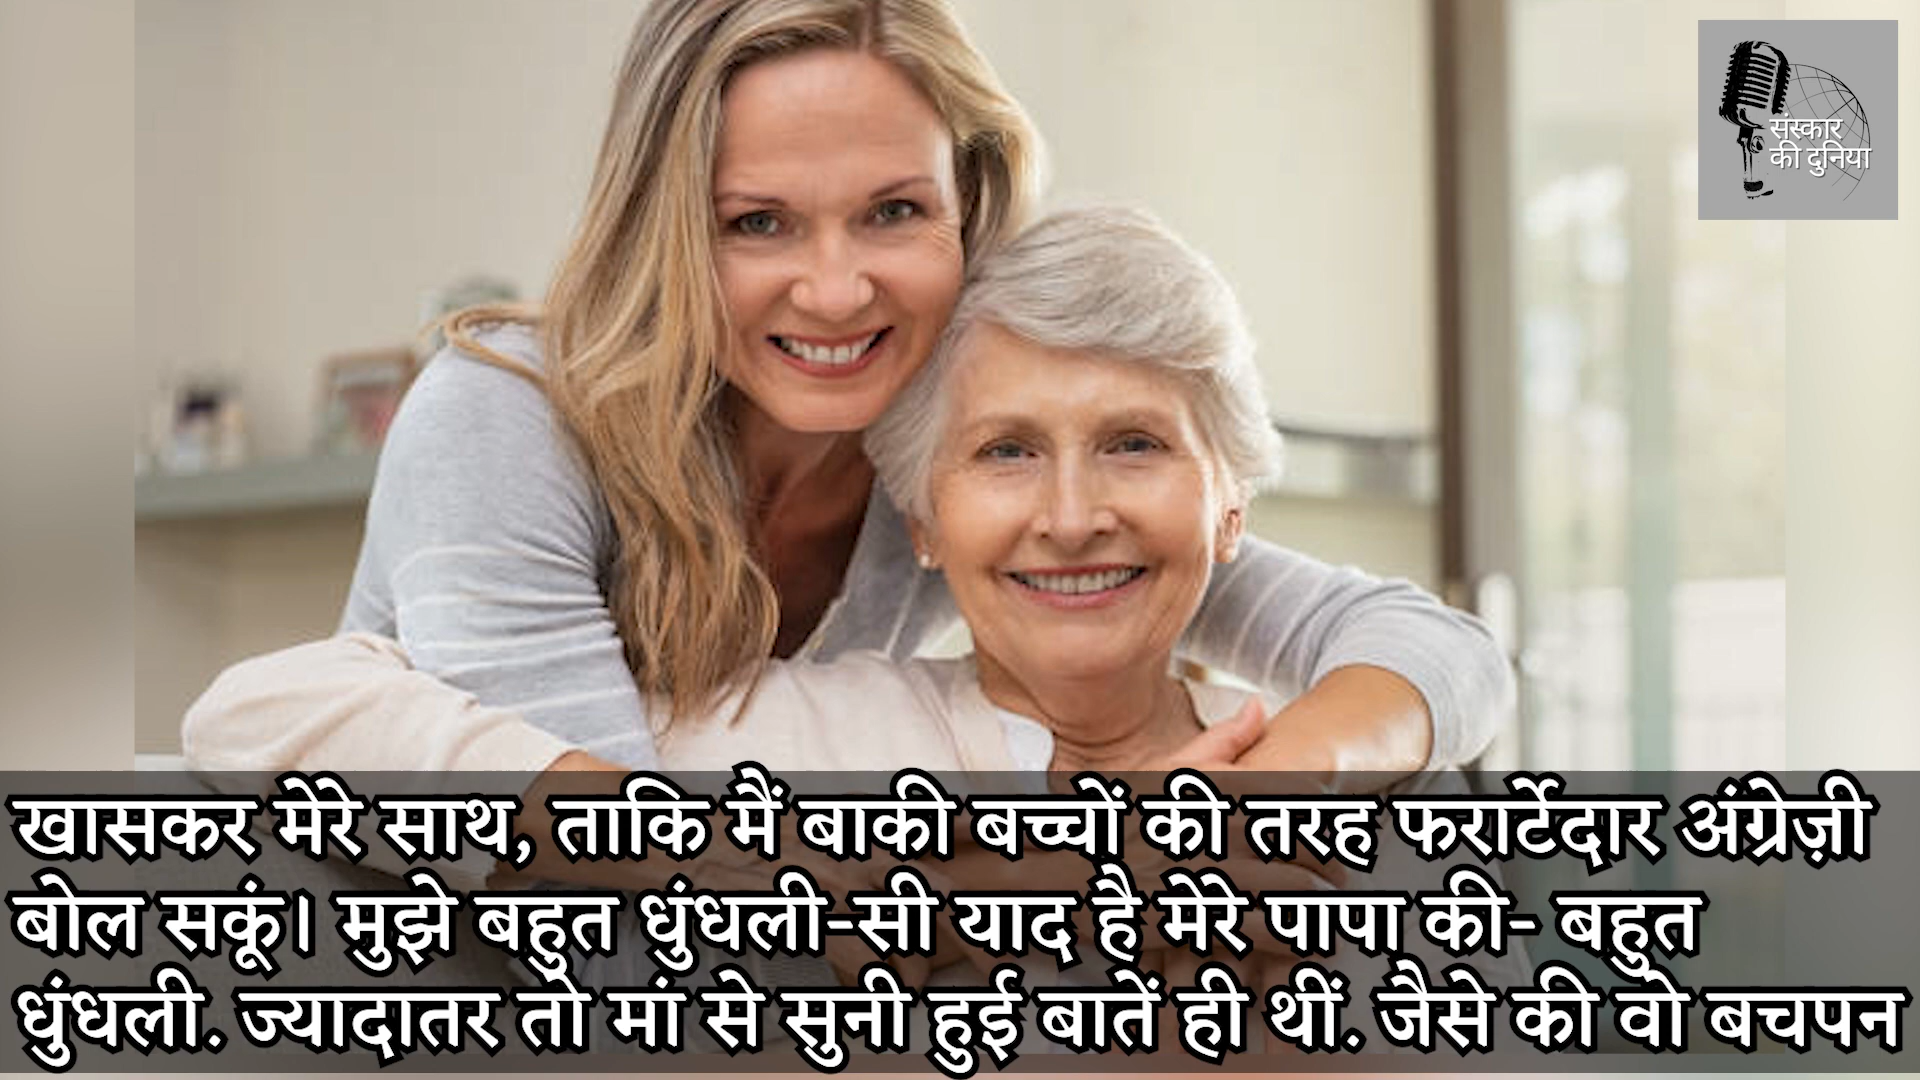 संस्कार
की दुनिया
खासकर मेरे साथ, ताकि मैं बाकी बच्चों की तरह फरार्टेदार अंग्रेज़ी
बोल सकूं। मुझे बहुत धुंधली-सी याद है मेरे पापा की- बहुत
धुंधली. ज्यादातर तो मां से सुनी हुई बातें ही थीं. जैसे की वो बचपन